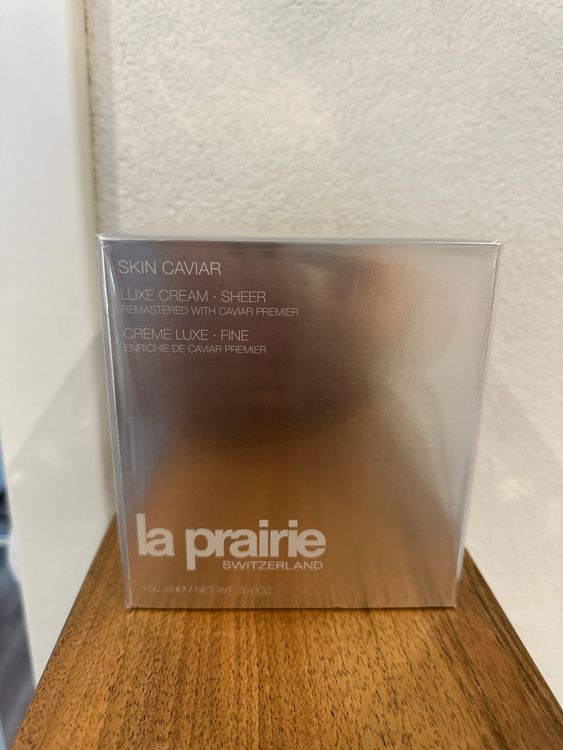 SKIN CAVIAR
LUXE CREAM · SHEER
REMASTERED WITH CAVIAR PREMIER
CRÈME LUXE · FINE
ENRICHIE DE CAVIAR PREMIER
la prairie
SWITZERLAND
100 ml ℮ / NET WT. 3.4 OZ.